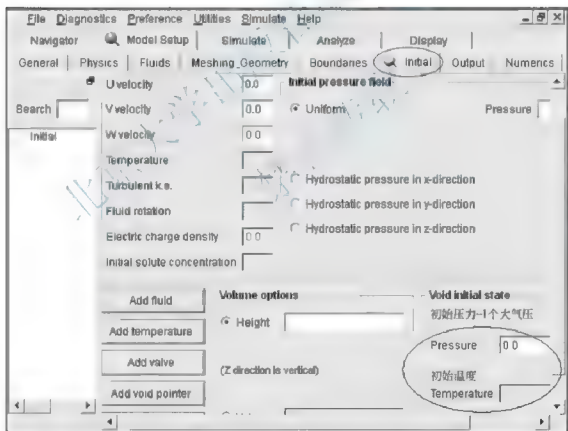 File Diagnostics Preference Utilities Simulate Help
Navigator Model Setup Simulate Analyze Display
General Physics Fluids Meshing_Geometry Boundaries Initial Output Numerics
Search
Initial
U velocity 0.0
V velocity 0.0
W velocity 0.0
Temperature
Turbulent k.e.
Fluid rotation
Electric charge density 0.0
Initial solute concentration
Initial pressure field
Uniform Pressure
Hydrostatic pressure in x-direction
Hydrostatic pressure in y-direction
Hydrostatic pressure in z-direction
Add fluid
Add temperature
Add valve
Add void pointer
Volume options
Height
(Z direction is vertical)
Void initial state
初始压力--1个大气压
Pressure 0.0
初始温度
Temperature